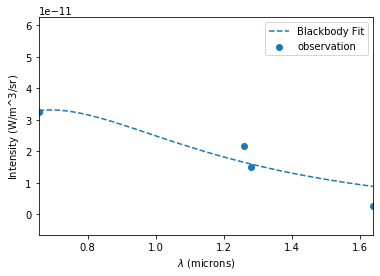 1e−11
6
5
4
3
2
1
0
Intensity (W/m^3/sr)
Blackbody Fit
observation
0.8 1.0 1.2 1.4 1.6
λ (microns)